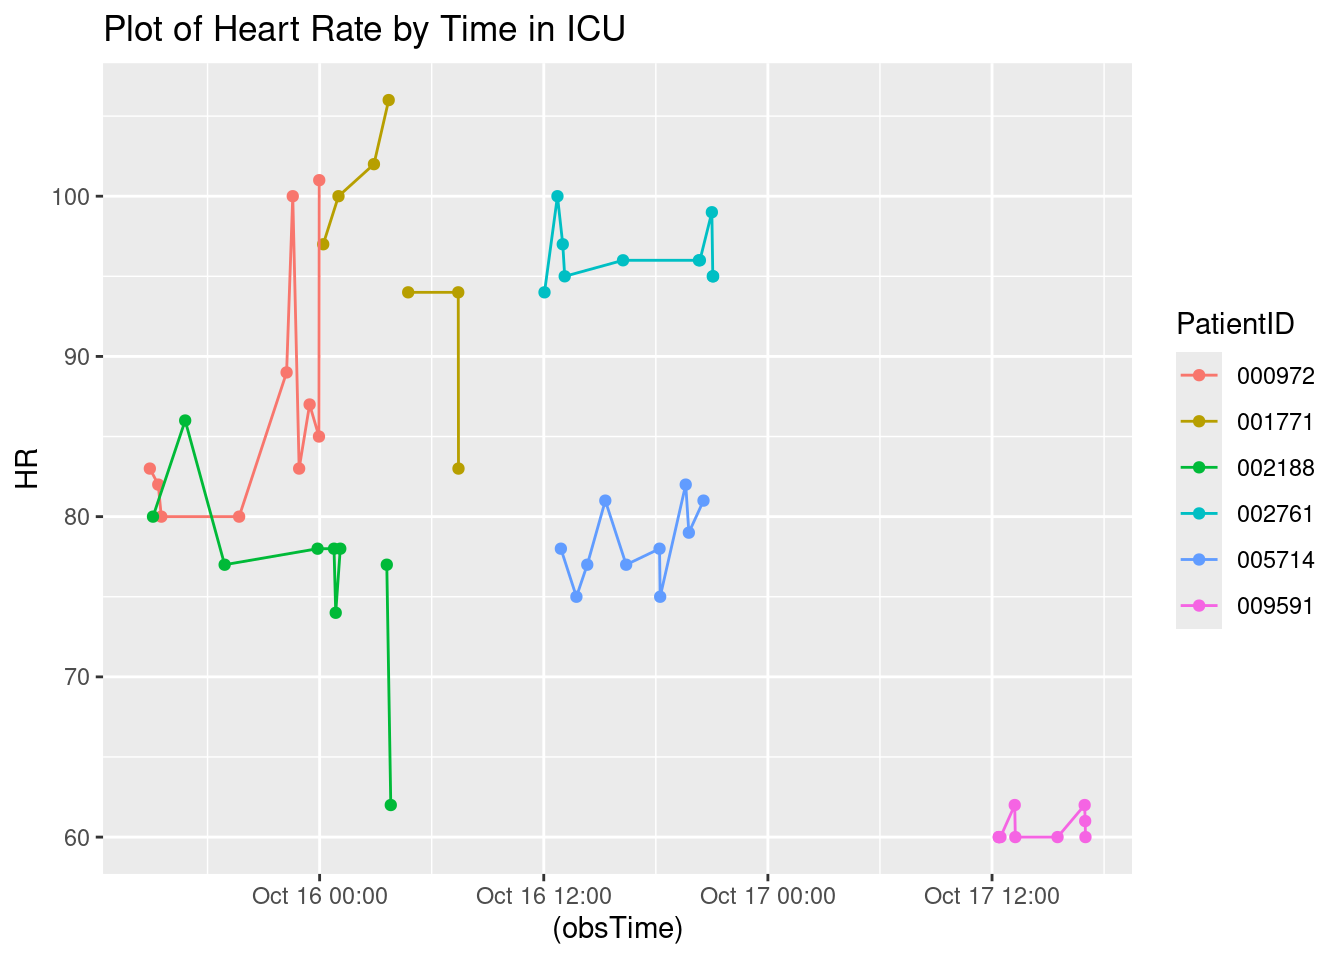 Plot of Heart Rate by Time in ICU
HR
100
90
80
70
60
Oct 16 00:00 Oct 16 12:00 Oct 17 00:00 Oct 17 12:00
(obsTime)
PatientID
000972
001771
002188
002761
005714
009591